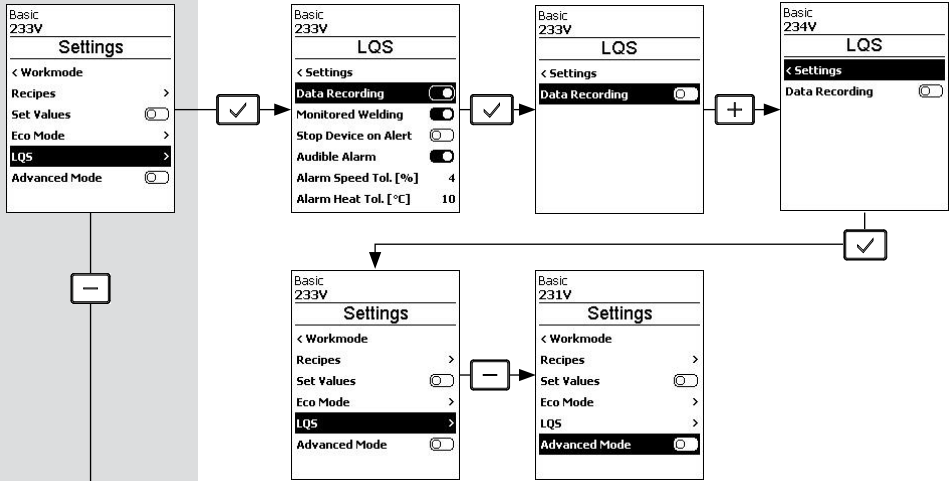 Basic
233V
Settings
< Workmode
Recipes >
Set Values
Eco Mode >
LQS >
Advanced Mode
Basic
233V
LQS
< Settings
Data Recording
Monitored Welding
Stop Device on Alert
Audible Alarm
Alarm Speed Tol. [%] 4
Alarm Heat Tol. [°C] 10
Basic
233V
LQS
< Settings
Data Recording
Basic
234V
LQS
< Settings
Data Recording
Basic
233V
Settings
< Workmode
Recipes >
Set Values
Eco Mode >
LQS >
Advanced Mode
Basic
231V
Settings
< Workmode
Recipes >
Set Values
Eco Mode >
LQS >
Advanced Mode